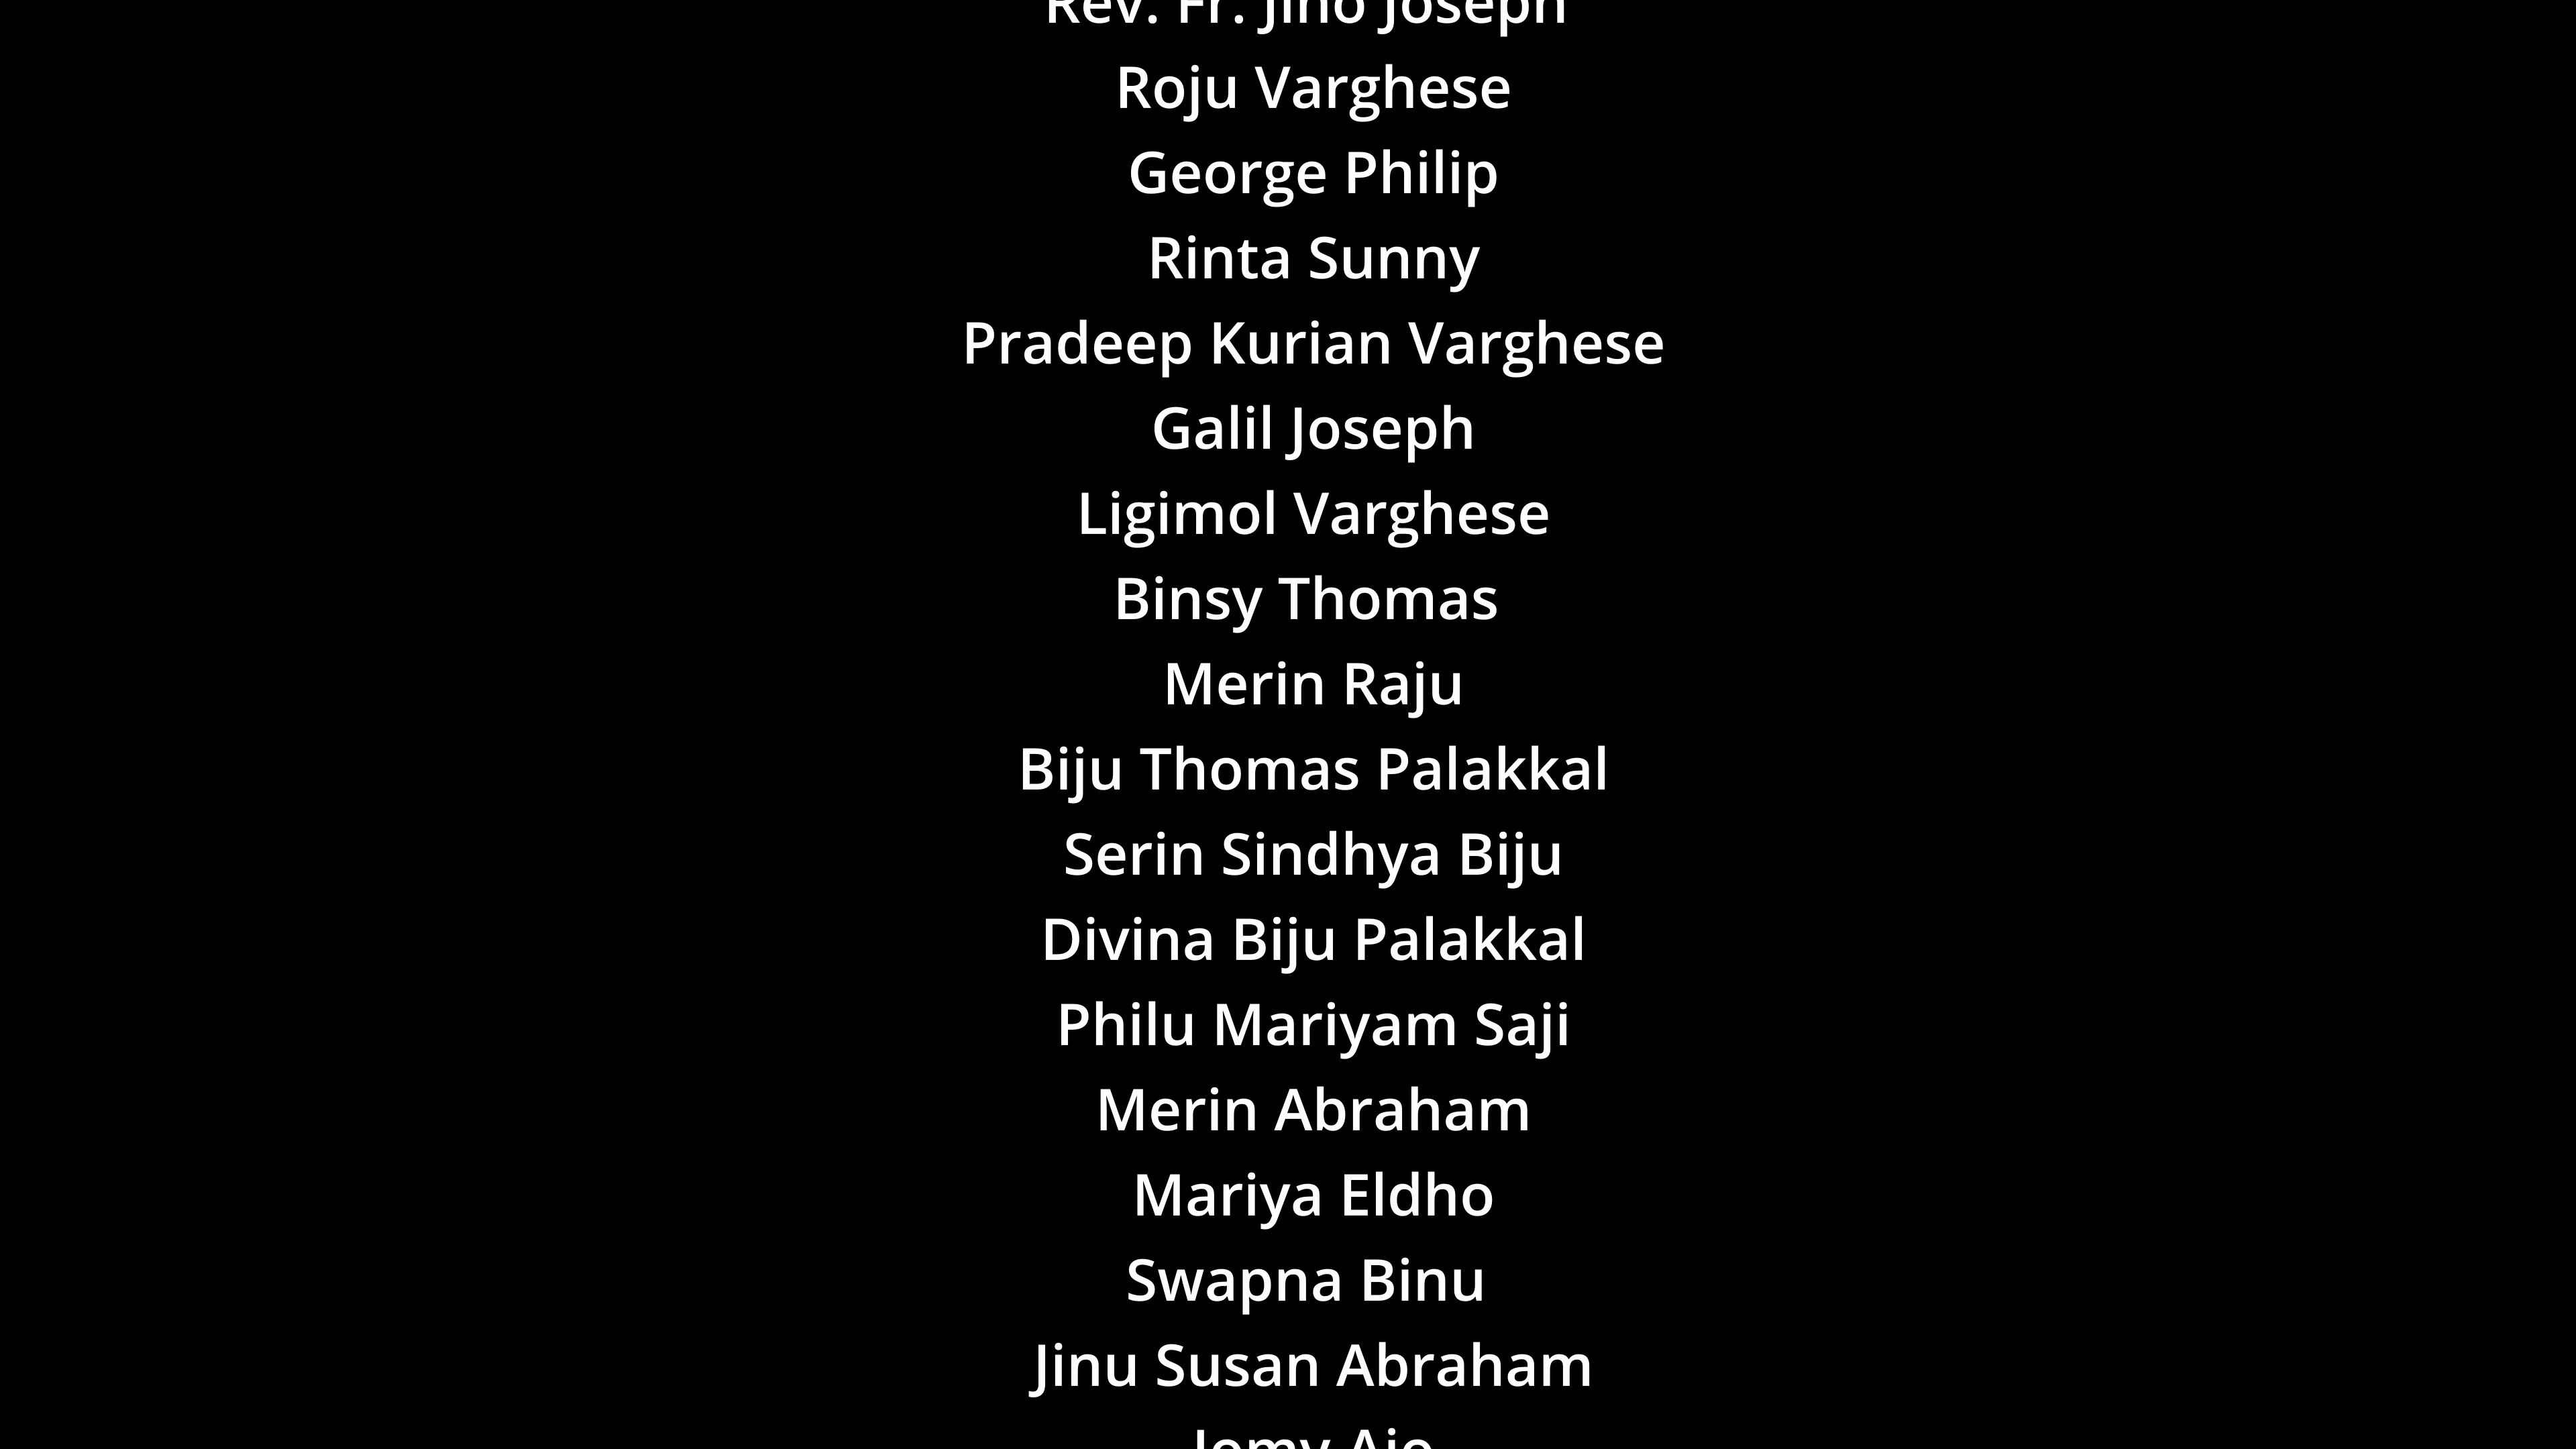 Rev. Fr. Jino Joseph
Roju Varghese
George Philip
Rinta Sunny
Pradeep Kurian Varghese
Galil Joseph
Ligimol Varghese
Binsy Thomas
Merin Raju
Biju Thomas Palakkal
Serin Sindhya Biju
Divina Biju Palakkal
Philu Mariyam Saji
Merin Abraham
Mariya Eldho
Swapna Binu
Jinu Susan Abraham